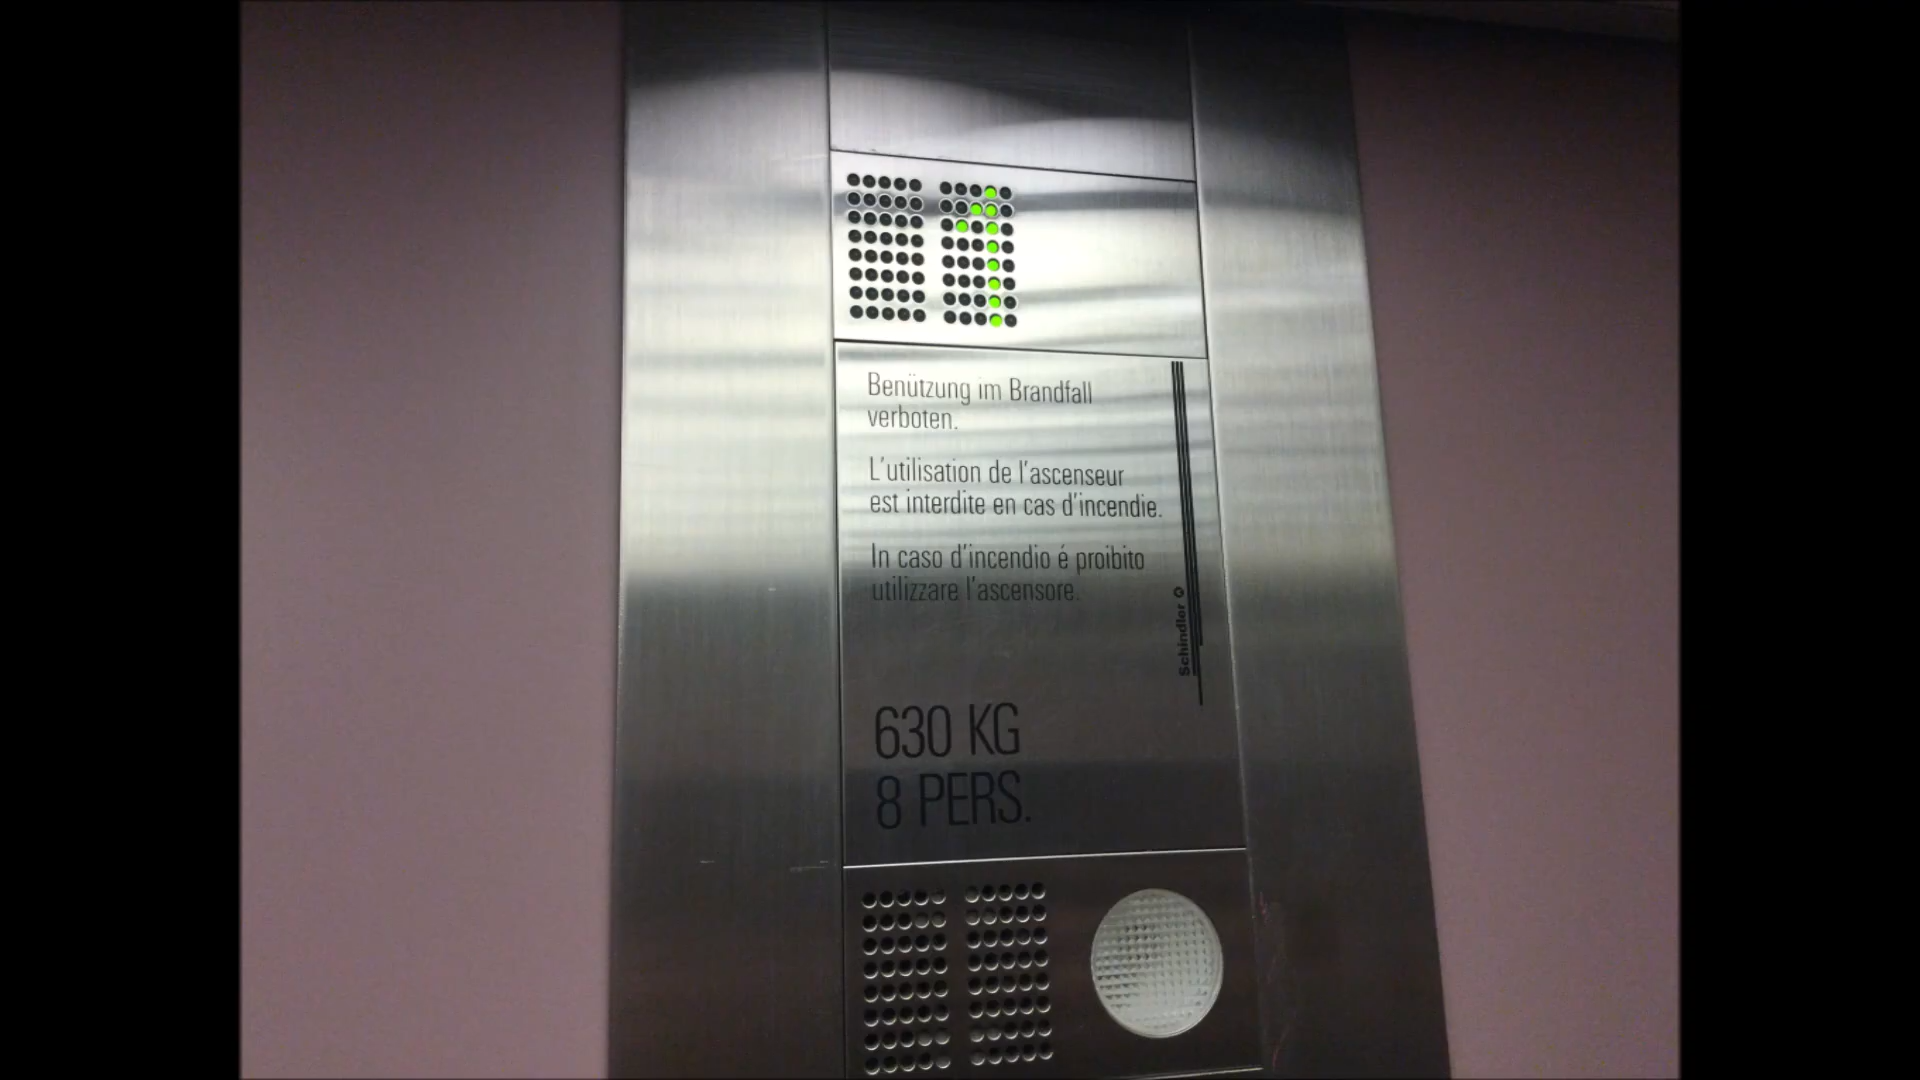 1
Benützung im Brandfall
verboten.
L'utilisation de l'ascenseur
est interdite en cas d'incendie.
In caso d'incendio é proibito
utilizzare l'ascensore.
Schindler
630 KG
8 PERS.